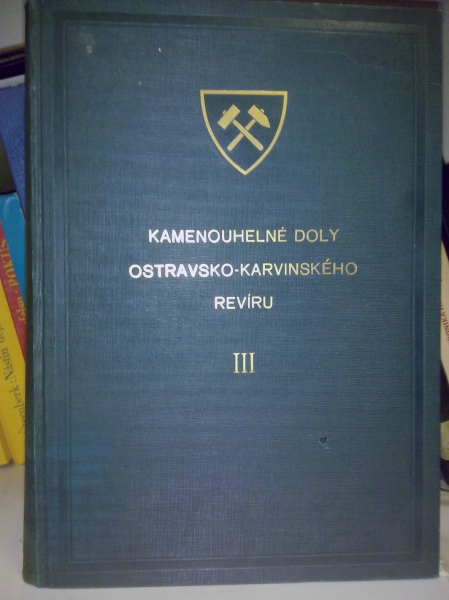 KAMENOUHELNÉ DOLY
OSTRAVSKO-KARVINSKÉHO
REVÍRU
III